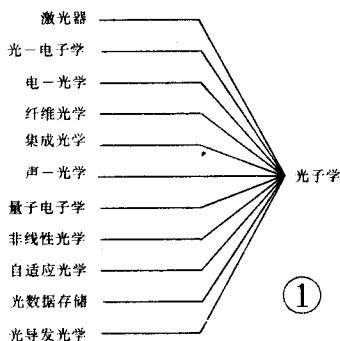 激光器
光－电子学
电－光学
纤维光学
集成光学
声－光学
光子学
量子电子学
非线性光学
自适应光学
光数据存储
光导发光学
①